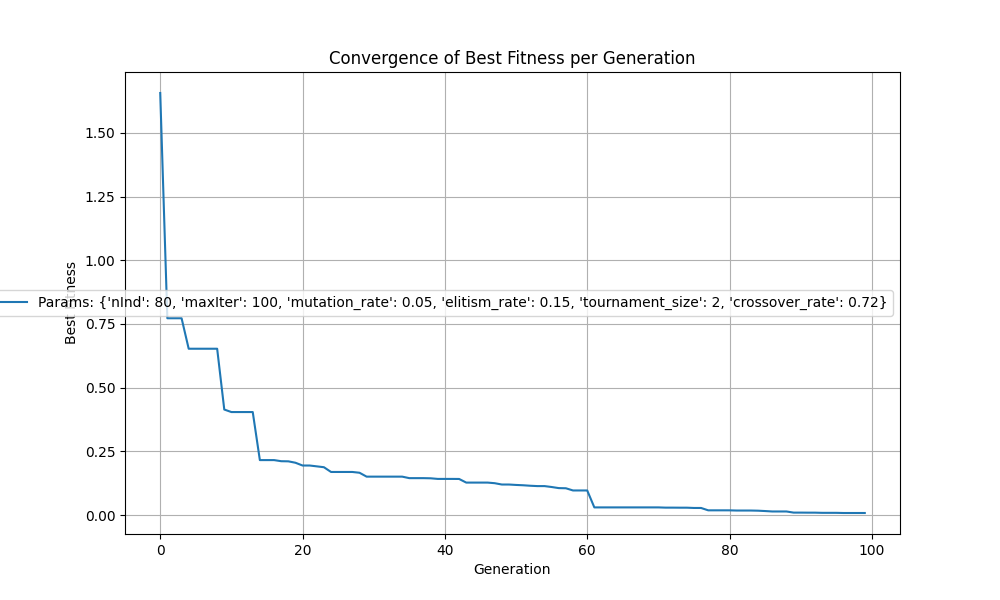 Convergence of Best Fitness per Generation
1.50
1.25
1.00
0.75
0.50
0.25
0.00
Best
Params: {'nInd': 80, 'maxIter': 100, 'mutation_rate': 0.05, 'elitism_rate': 0.15, 'tournament_size': 2, 'crossover_rate': 0.72}
0 20 40 60 80 100
Generation